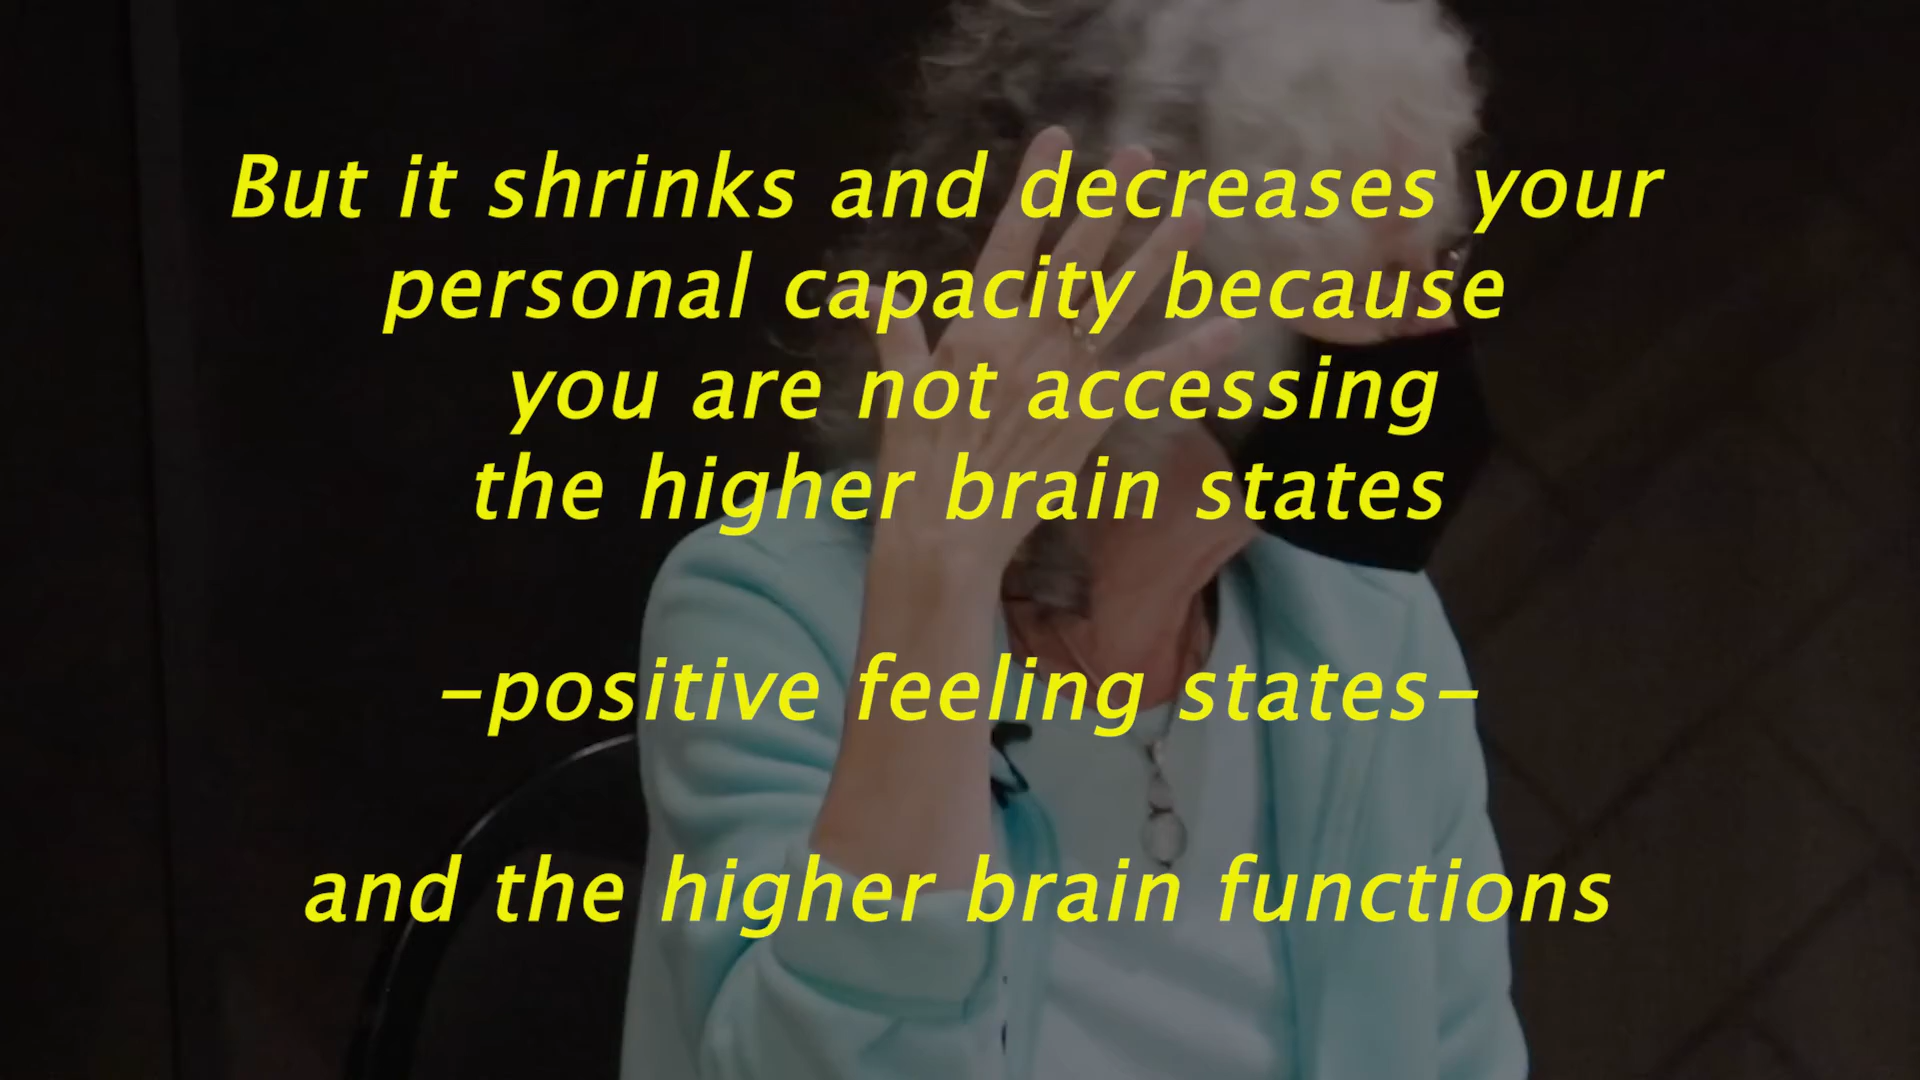 But it shrinks and decreases your
personal capacity because
you are not accessing
the higher brain states
–positive feeling states–
and the higher brain functions